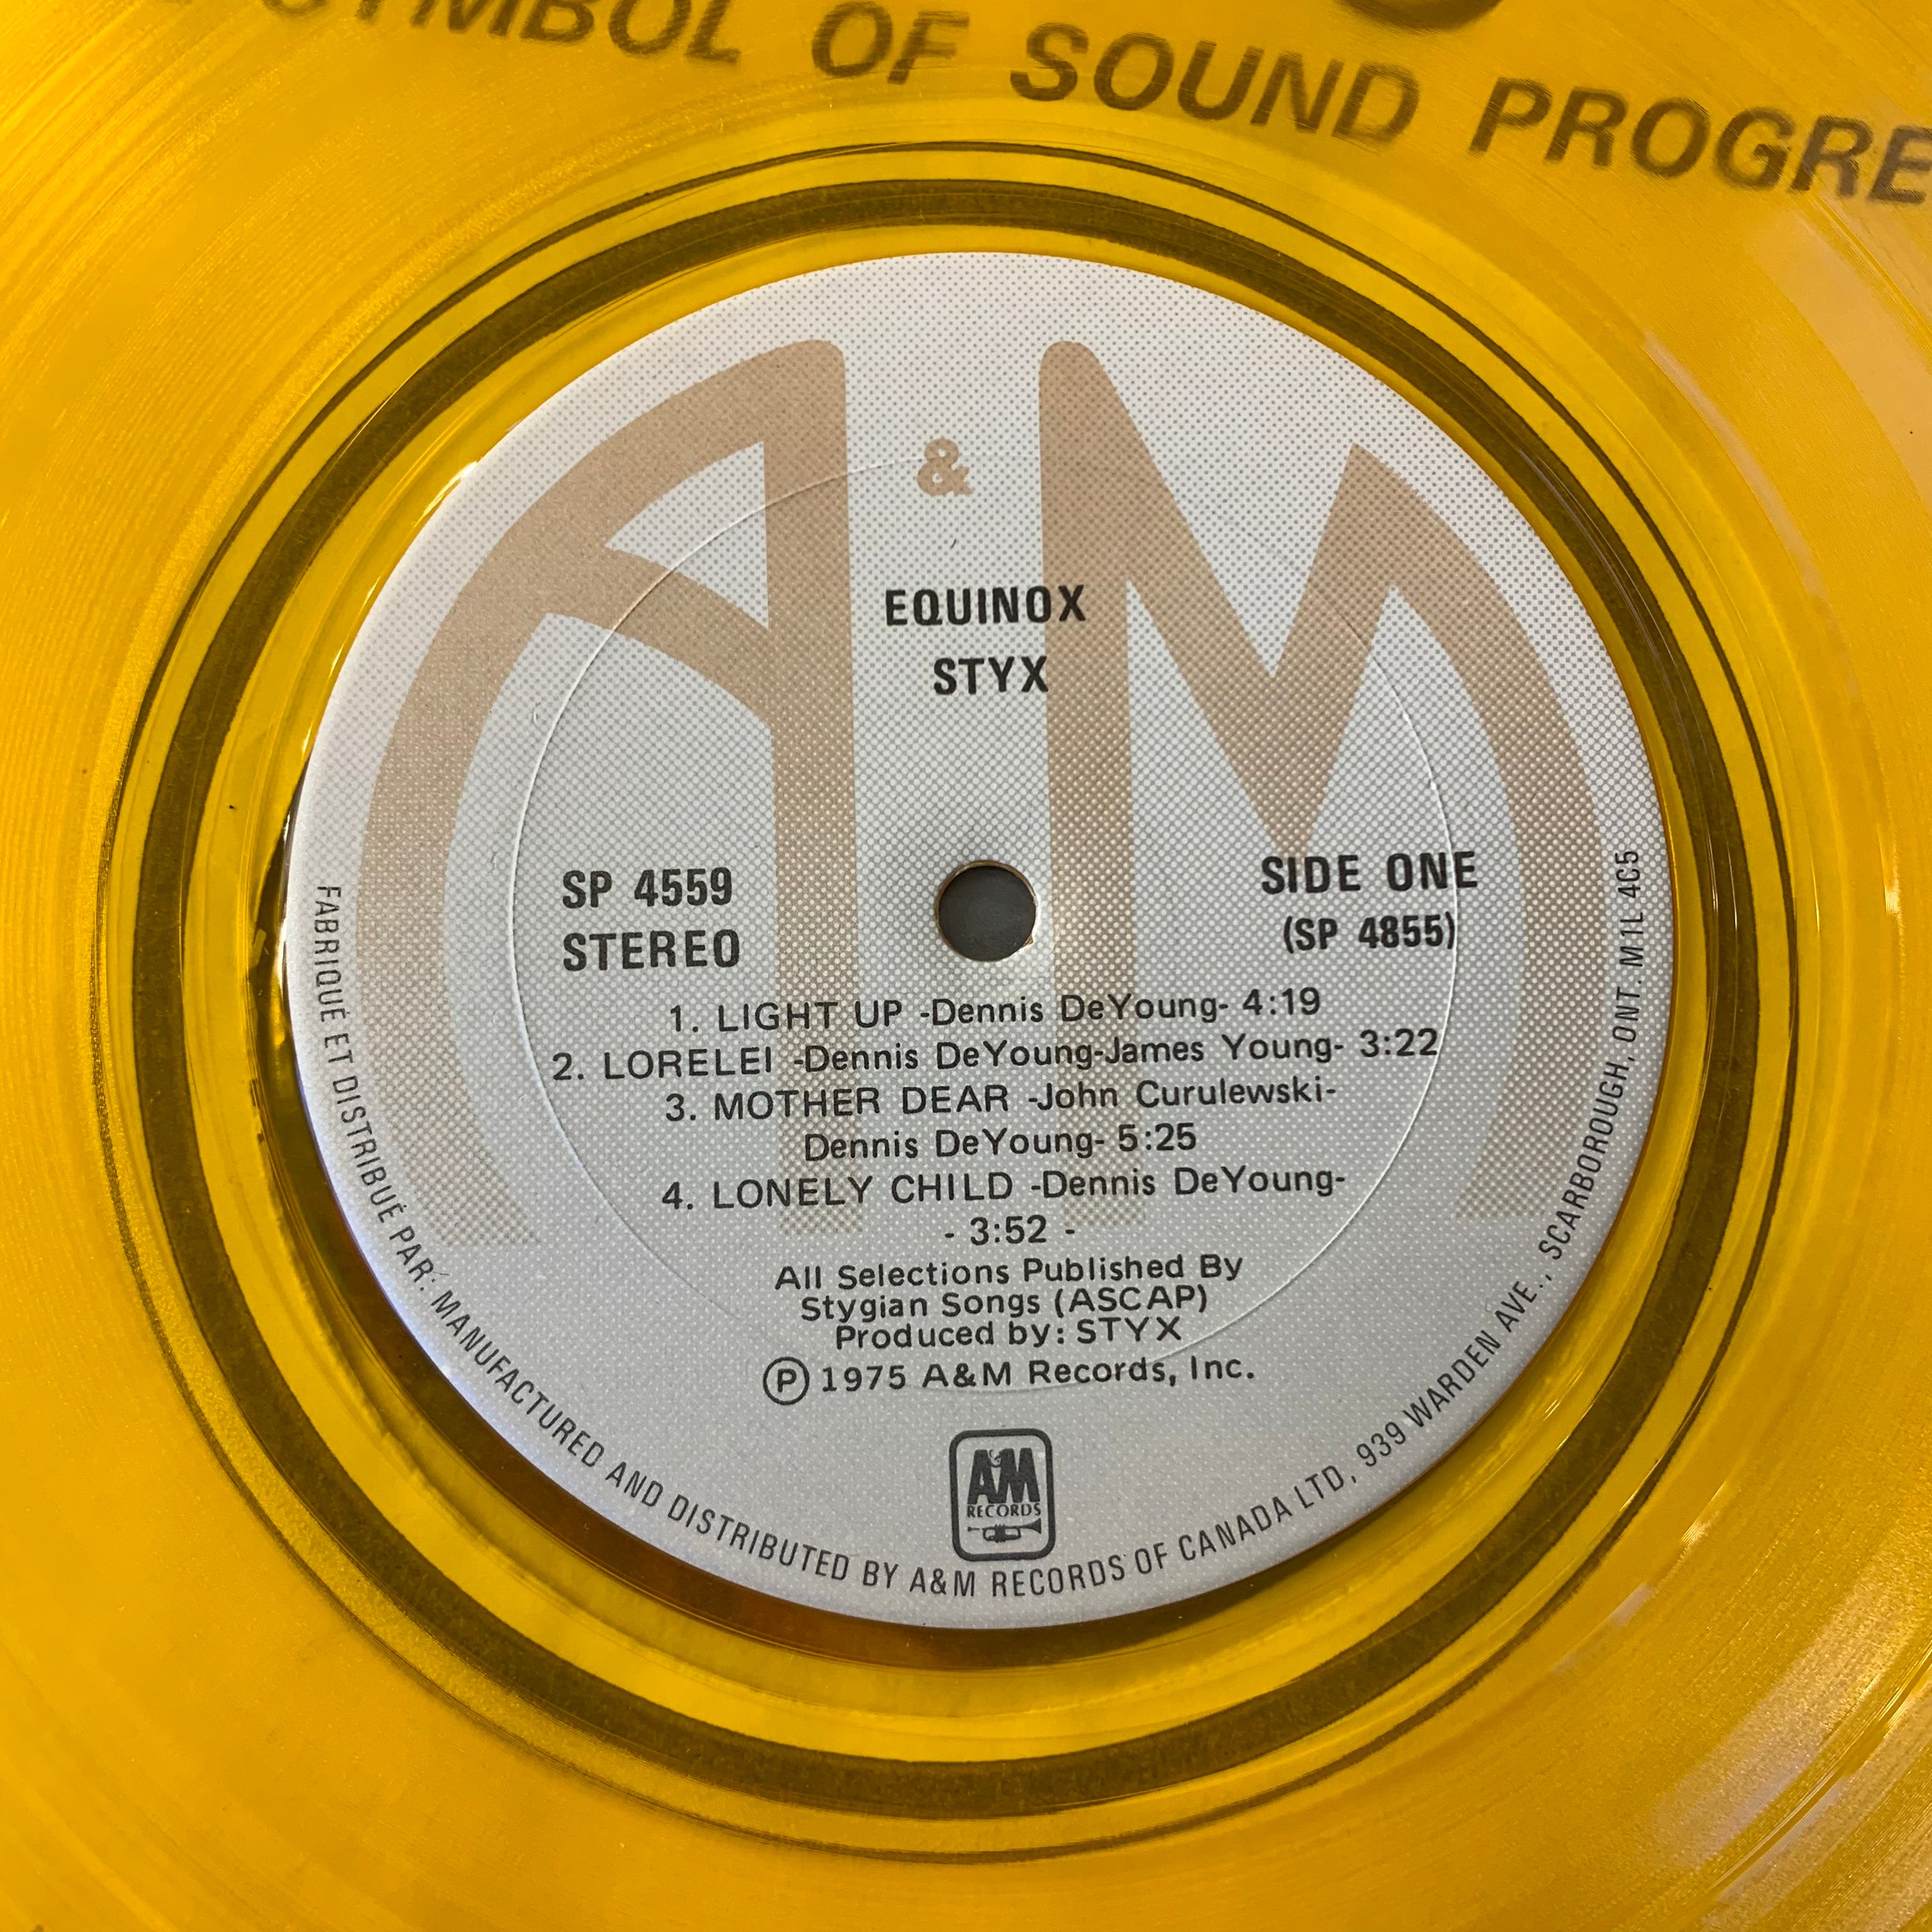 SYMBOL OF SOUND PROGRE
A & M
EQUINOX
STYX
SP 4559
STEREO
SIDE ONE
(SP 4855)
1. LIGHT UP -Dennis DeYoung- 4:19
2. LORELEI -Dennis DeYoung-James Young- 3:22
3. MOTHER DEAR -John Curulewski-
Dennis DeYoung- 5:25
4. LONELY CHILD -Dennis DeYoung-
- 3:52 -
All Selections Published By
Stygian Songs (ASCAP)
Produced by: STYX
Ⓟ 1975 A&M Records, Inc.
A&M
RECORDS
FABRIQUÉ ET DISTRIBUÉ PAR: MANUFACTURED AND DISTRIBUTED BY A&M RECORDS OF CANADA LTD, 939 WARDEN AVE., SCARBOROUGH, ONT. M1L 4C5